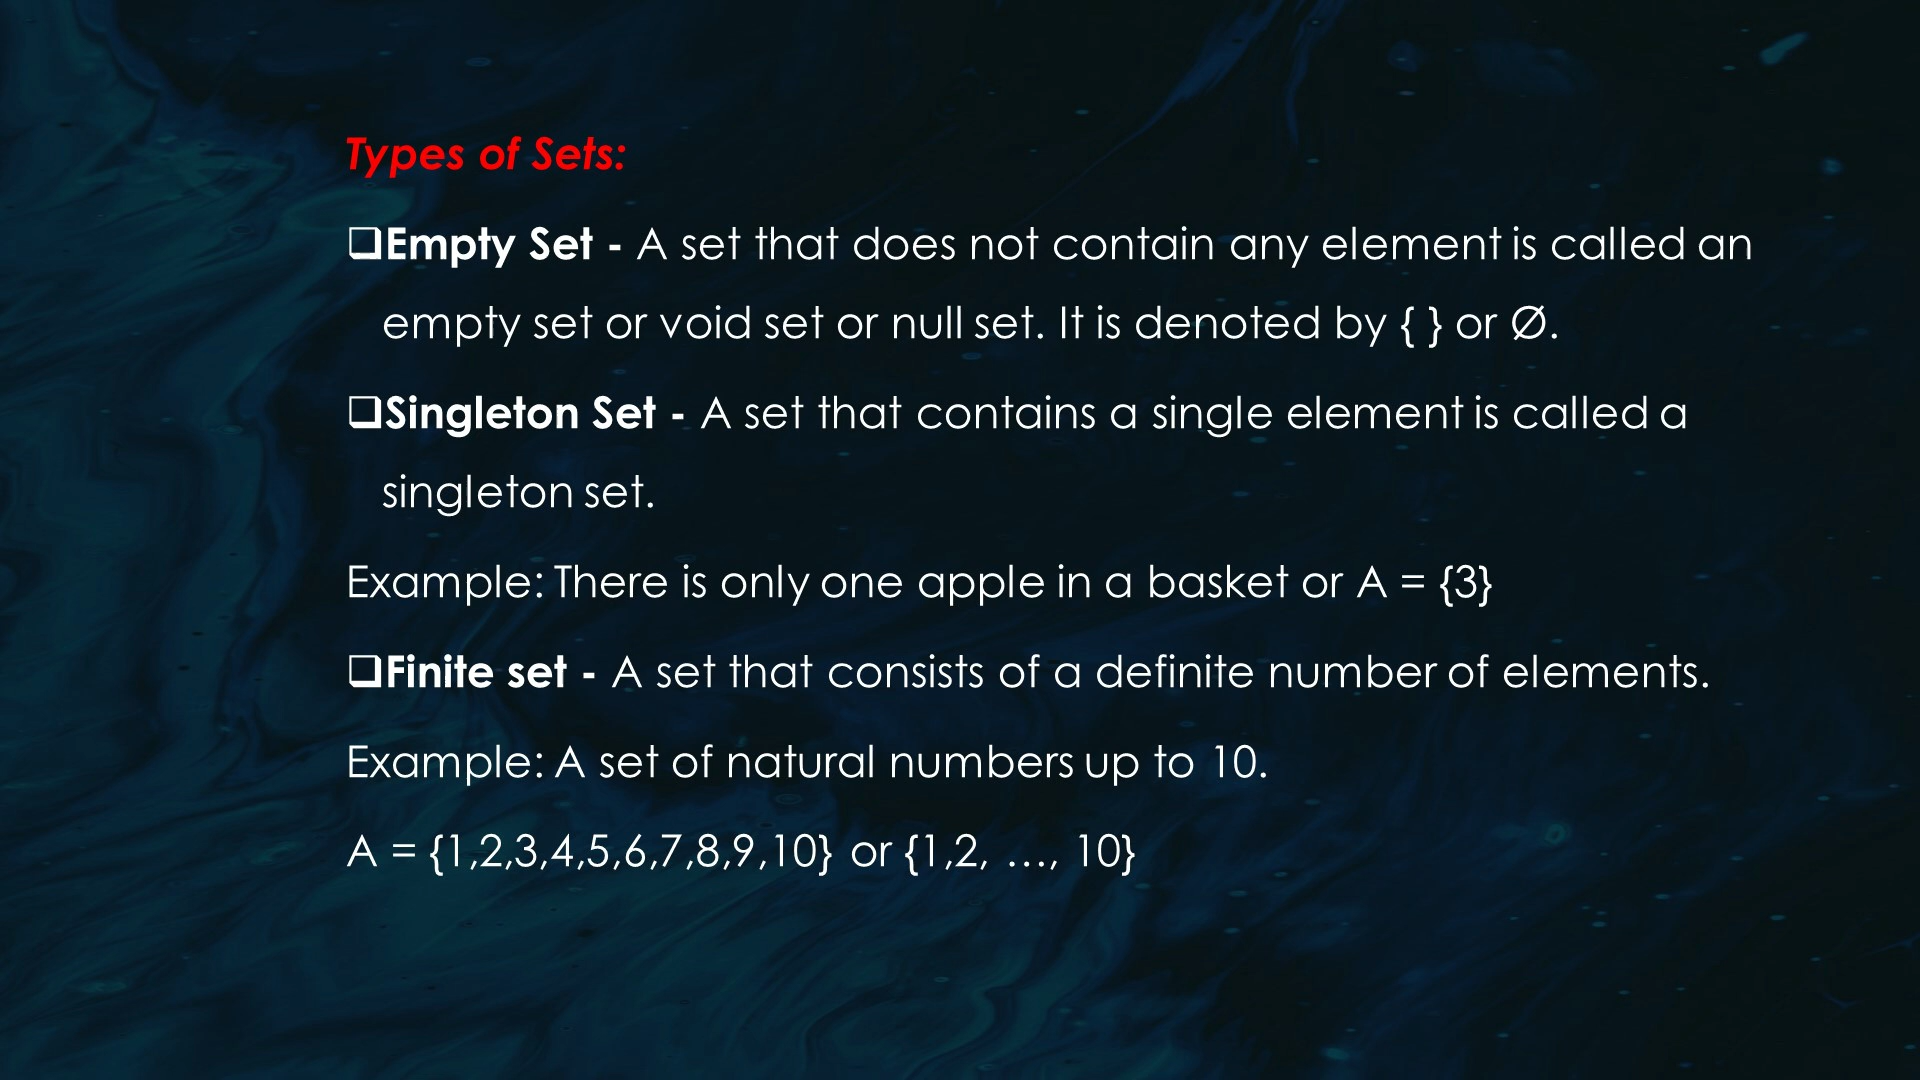 Types of Sets:
❑Empty Set - A set that does not contain any element is called an
empty set or void set or null set. It is denoted by { } or Ø.
❑Singleton Set - A set that contains a single element is called a
singleton set.
Example: There is only one apple in a basket or A = {3}
❑Finite set - A set that consists of a definite number of elements.
Example: A set of natural numbers up to 10.
A = {1,2,3,4,5,6,7,8,9,10} or {1,2, …, 10}